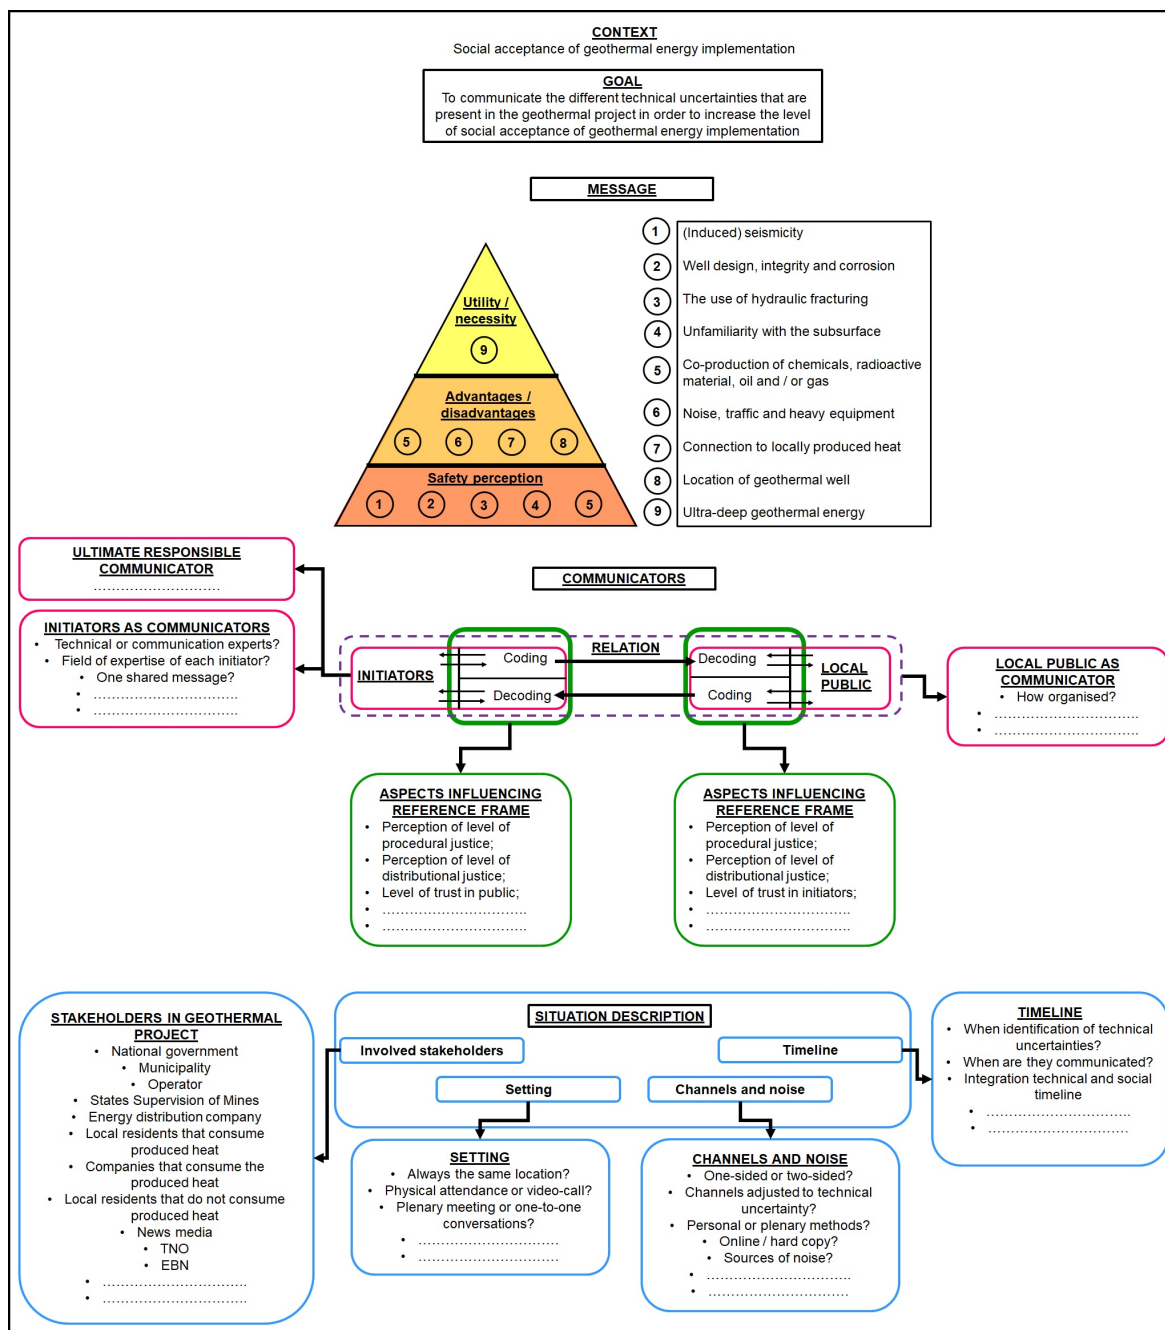 CONTEXT
Social acceptance of geothermal energy implementation
GOAL
To communicate the different technical uncertainties that are
present in the geothermal project in order to increase the level
of social acceptance of geothermal energy implementation
MESSAGE
Utility /
necessity
9
Advantages /
disadvantages
5 6 7 8
Safety perception
1 2 3 4 5
1 (Induced) seismicity
2 Well design, integrity and corrosion
3 The use of hydraulic fracturing
4 Unfamiliarity with the subsurface
5 Co-production of chemicals, radioactive
material, oil and / or gas
6 Noise, traffic and heavy equipment
7 Connection to locally produced heat
8 Location of geothermal well
9 Ultra-deep geothermal energy
ULTIMATE RESPONSIBLE
COMMUNICATOR
............................
INITIATORS AS COMMUNICATORS
• Technical or communication experts?
• Field of expertise of each initiator?
• One shared message?
• ................................
• ................................
COMMUNICATORS
RELATION
INITIATORS
Coding
Decoding
Decoding
Coding
LOCAL
PUBLIC
LOCAL PUBLIC AS
COMMUNICATOR
• How organised?
• ................................
• ................................
ASPECTS INFLUENCING
REFERENCE FRAME
• Perception of level of
procedural justice;
• Perception of level of
distributional justice;
• Level of trust in public;
• ................................
• ................................
ASPECTS INFLUENCING
REFERENCE FRAME
• Perception of level of
procedural justice;
• Perception of level of
distributional justice;
• Level of trust in initiators;
• ................................
• ................................
STAKEHOLDERS IN GEOTHERMAL
PROJECT
• National government
• Municipality
• Operator
• States Supervision of Mines
• Energy distribution company
• Local residents that consume
produced heat
• Companies that consume the
produced heat
• Local residents that do not consume
produced heat
• News media
• TNO
• EBN
• ................................
• ................................
SITUATION DESCRIPTION
Involved stakeholders
Timeline
Setting
Channels and noise
SETTING
• Always the same location?
• Physical attendance or video-call?
• Plenary meeting or one-to-one
conversations?
• ................................
• ................................
CHANNELS AND NOISE
• One-sided or two-sided?
• Channels adjusted to technical
uncertainty?
• Personal or plenary methods?
• Online / hard copy?
• Sources of noise?
• ................................
• ................................
TIMELINE
• When identification of technical
uncertainties?
• When are they communicated?
• Integration technical and social
timeline
• ................................
• ................................